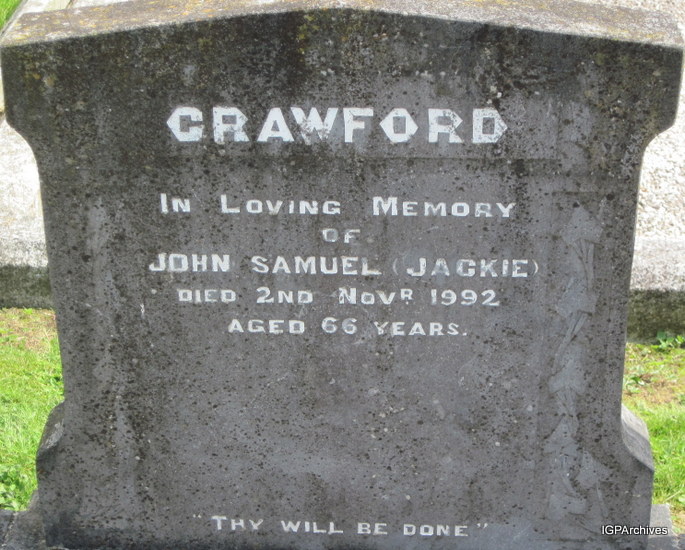 CRAWFORD
IN LOVING MEMORY
OF
JOHN SAMUEL (JACKIE)
DIED 2ND NOVR 1992
AGED 66 YEARS.
"THY WILL BE DONE"
IGPArchives